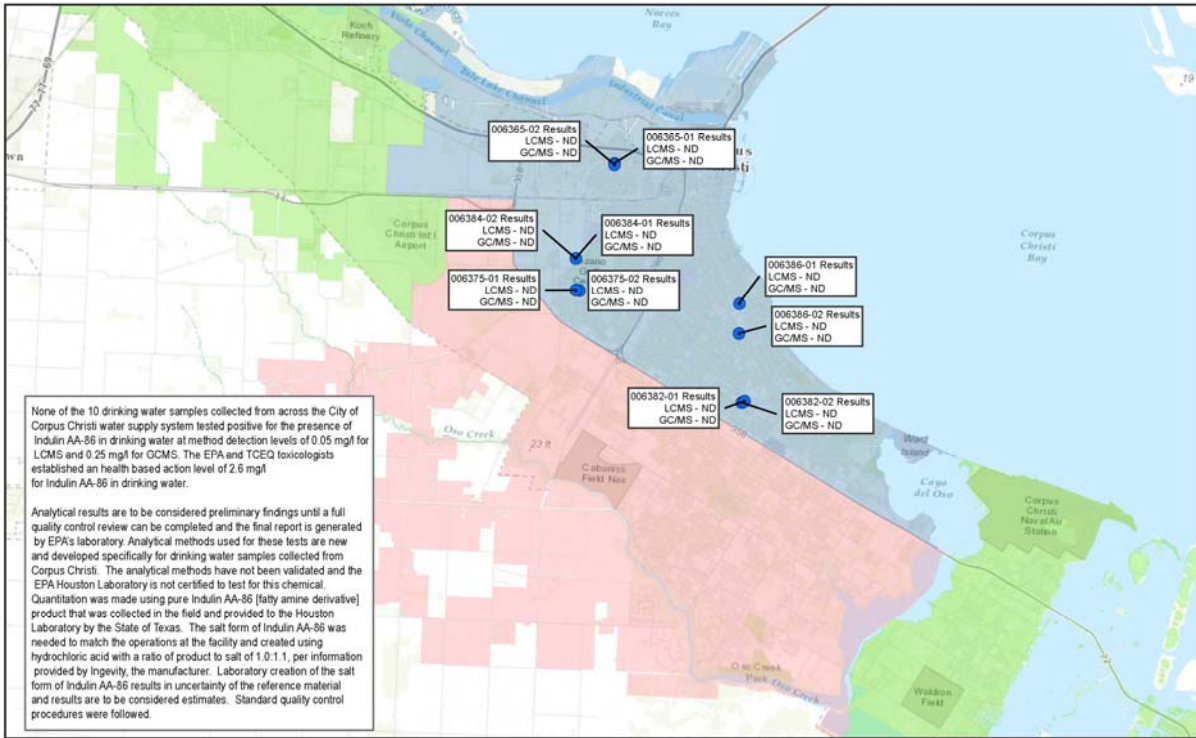 Nueces
Bay
Viola Channel
Koch
Refinery
Tule Lake Channel
Industrial Canal
77
77
69
19
006365-02 Results
LCMS - ND
GC/MS - ND
006365-01 Results
LCMS - ND
GC/MS - ND
us
isti
wn
358
44
Corpus
Christi Int'l
Airport
006384-02 Results
LCMS - ND
GC/MS - ND
006384-01 Results
LCMS - ND
GC/MS - ND
zano
006375-01 Results
LCMS - ND
GC/MS - ND
006375-02 Results
LCMS - ND
GC/MS - ND
006386-01 Results
LCMS - ND
GC/MS - ND
006386-02 Results
LCMS - ND
GC/MS - ND
Corpus
Christi
Bay
006382-01 Results
LCMS - ND
GC/MS - ND
006382-02 Results
LCMS - ND
GC/MS - ND
358
Oso Creek
23 ft
Cabaniss
Field Nas
Ward
Island
Cayo
del Oso
Corpus
Christi
Naval Air
Station
Oso Creek
Park
Oso Creek
Waldron
Field
None of the 10 drinking water samples collected from across the City of
Corpus Christi water supply system tested positive for the presence of
Indulin AA-86 in drinking water at method detection levels of 0.05 mg/l for
LCMS and 0.25 mg/l for GCMS. The EPA and TCEQ toxicologists
established an health based action level of 2.6 mg/l
for Indulin AA-86 in drinking water.
Analytical results are to be considered preliminary findings until a full
quality control review can be completed and the final report is generated
by EPA's laboratory. Analytical methods used for these tests are new
and developed specifically for drinking water samples collected from
Corpus Christi. The analytical methods have not been validated and the
EPA Houston Laboratory is not certified to test for this chemical.
Quantitation was made using pure Indulin AA-86 [fatty amine derivative]
product that was collected in the field and provided to the Houston
Laboratory by the State of Texas. The salt form of Indulin AA-86 was
needed to match the operations at the facility and created using
hydrochloric acid with a ratio of product to salt of 1.0:1.1, per information
provided by Ingevity, the manufacturer. Laboratory creation of the salt
form of Indulin AA-86 results in uncertainty of the reference material
and results are to be considered estimates. Standard quality control
procedures were followed.